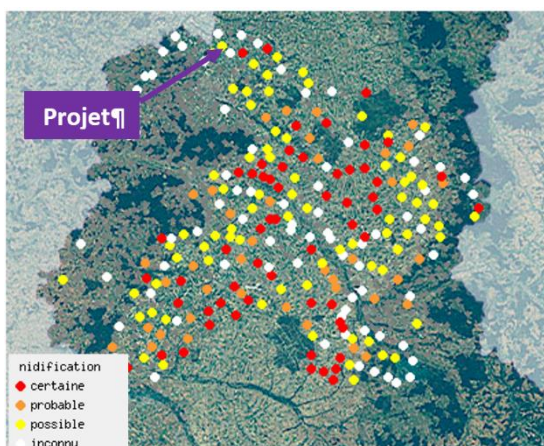 Projet¶
nidification
certaine
probable
possible
inconnu